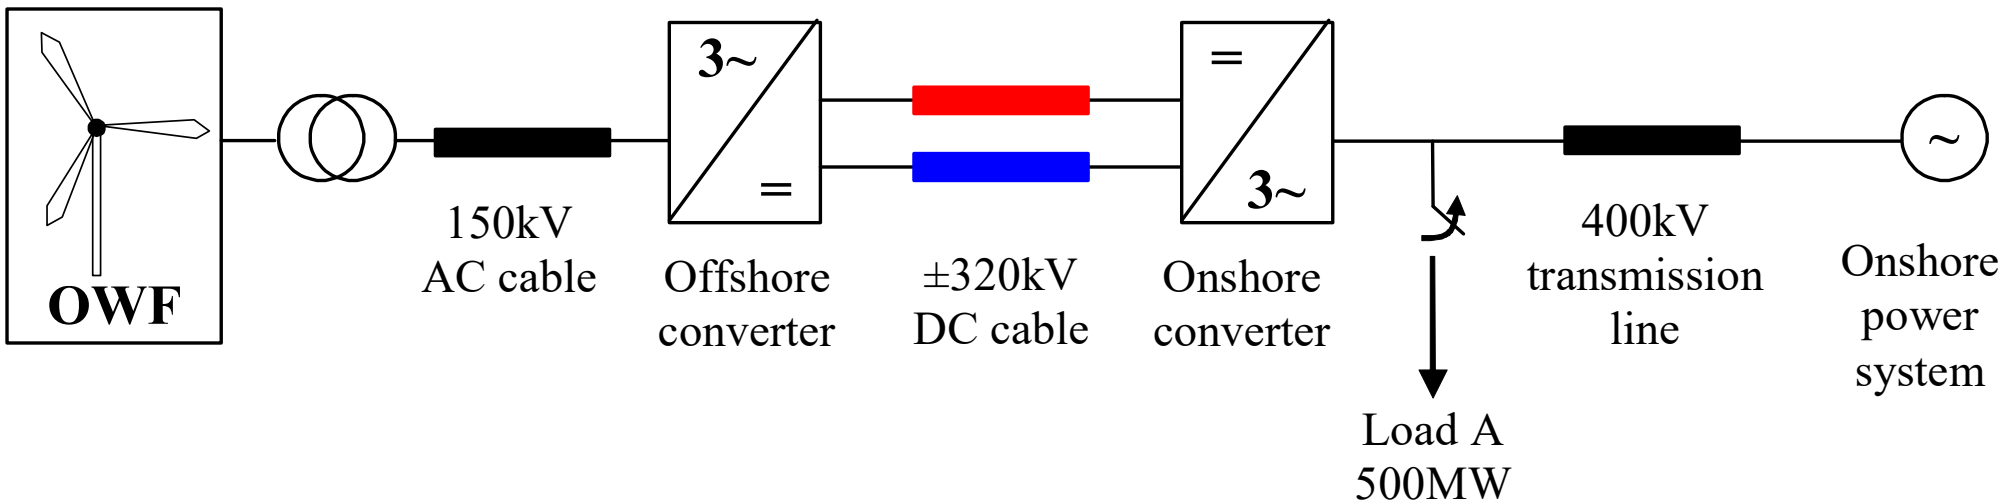 3~
=
=
3~
~
OWF
150kV
AC cable
Offshore
converter
±320kV
DC cable
Onshore
converter
Load A
500MW
400kV
transmission
line
Onshore
power
system